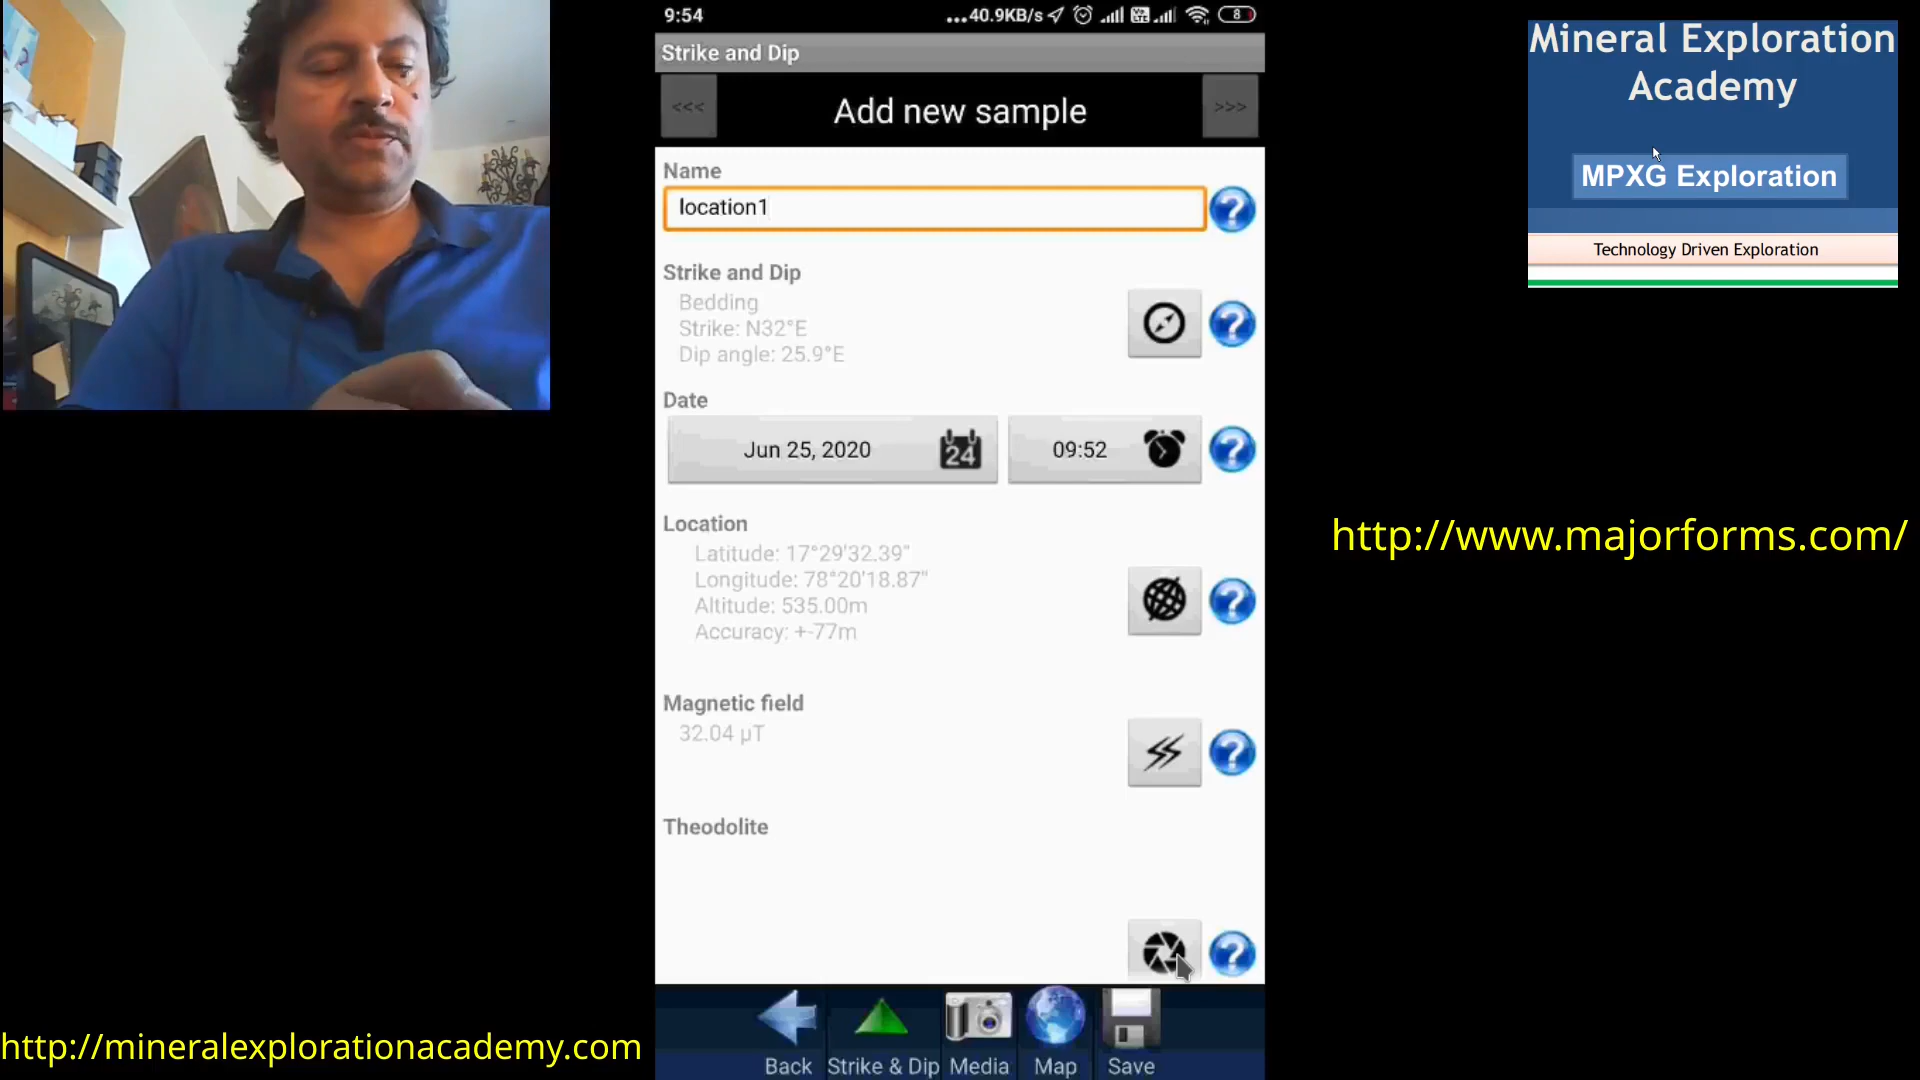 9:54
...40.9KB/s
8
Strike and Dip
<<<
Add new sample
>>>
Name
location1
Strike and Dip
Bedding
Strike: N32°E
Dip angle: 25.9°E
Date
Jun 25, 2020
24
09:52
Location
Latitude: 17°29'32.39"
Longitude: 78°20'18.87"
Altitude: 535.00m
Accuracy: +-77m
Magnetic field
32.04 µT
Theodolite
Back
Strike & Dip
Media
Map
Save
Mineral Exploration
Academy
MPXG Exploration
Technology Driven Exploration
http://www.majorforms.com/
http://mineralexplorationacademy.com